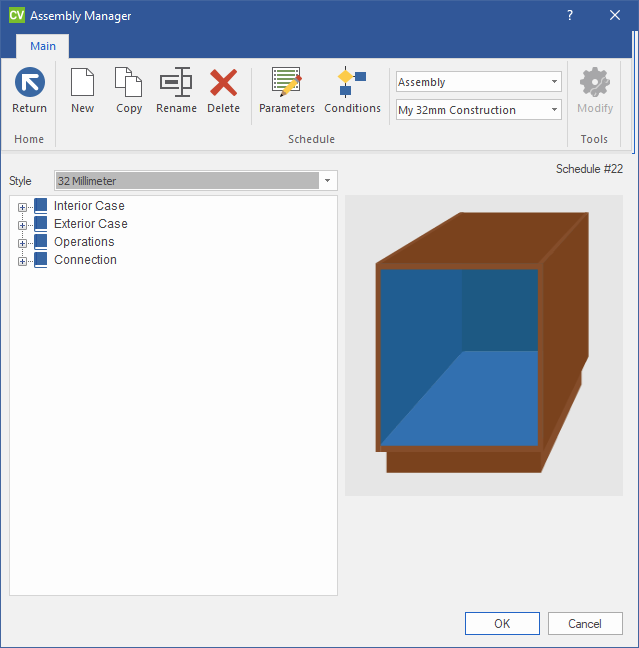 CV Assembly Manager ?
Main
Return New Copy Rename Delete Parameters Conditions Assembly My 32mm Construction Modify
Home Schedule Tools
Schedule #22
Style 32 Millimeter
Interior Case
Exterior Case
Operations
Connection
OK Cancel